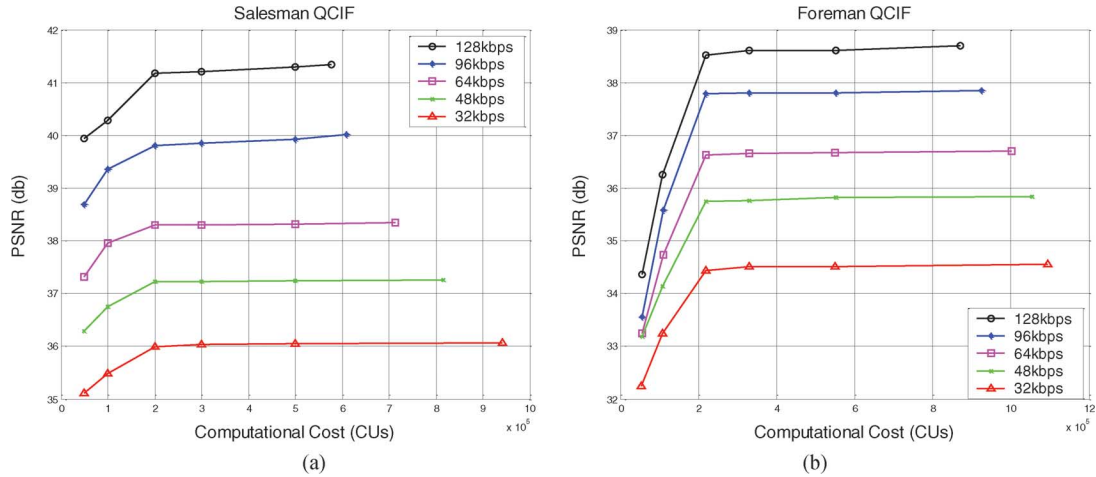 Salesman QCIF
42
41
40
39
38
37
36
35
PSNR (db)
128kbps
96kbps
64kbps
48kbps
32kbps
0 1 2 3 4 5 6 7 8 9 10
x 10^5
Computational Cost (CUs)
(a)
Foreman QCIF
39
38
37
36
35
34
33
32
PSNR (db)
128kbps
96kbps
64kbps
48kbps
32kbps
0 2 4 6 8 10 12
x 10^5
Computational Cost (CUs)
(b)